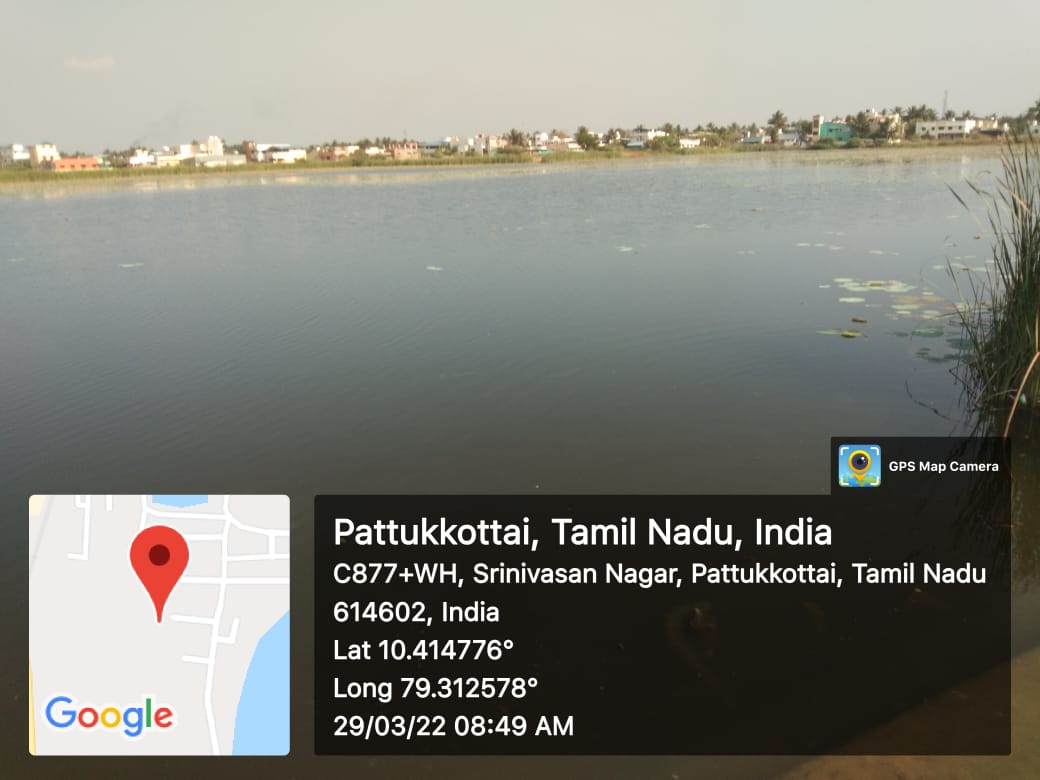 GPS Map Camera
Pattukkottai, Tamil Nadu, India
C877+WH, Srinivasan Nagar, Pattukkottai, Tamil Nadu
614602, India
Lat 10.414776°
Long 79.312578°
29/03/22 08:49 AM
Google